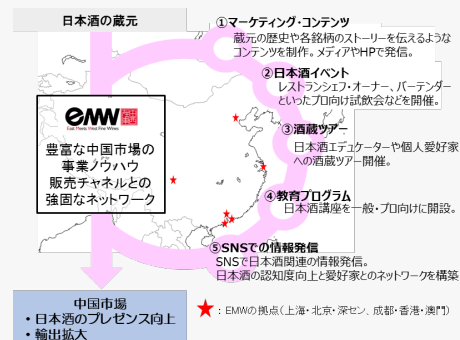 日本酒の蔵元
①マーケティング・コンテンツ
蔵元の歴史や各銘柄のストーリーを伝えるような
コンテンツを制作。メディアやHPで発信。
②日本酒イベント
レストランシェフ・オーナー、バーテンダー
といったプロ向け試飲会などを開催。
EMW
East Meets West Fine Wines
豊富な中国市場の
事業ノウハウ
販売チャネルとの
強固なネットワーク
③酒蔵ツアー
日本酒エデュケーターや個人愛好家
への酒蔵ツアー開催。
④教育プログラム
日本酒講座を一般・プロ向けに開設。
⑤SNSでの情報発信
SNSで日本酒関連の情報発信。
日本酒の認知度向上と愛好家とのネットワークを構築
中国市場
・日本酒のプレゼンス向上
・輸出拡大
★：EMWの拠点（上海・北京・深セン、成都・香港・澳門）